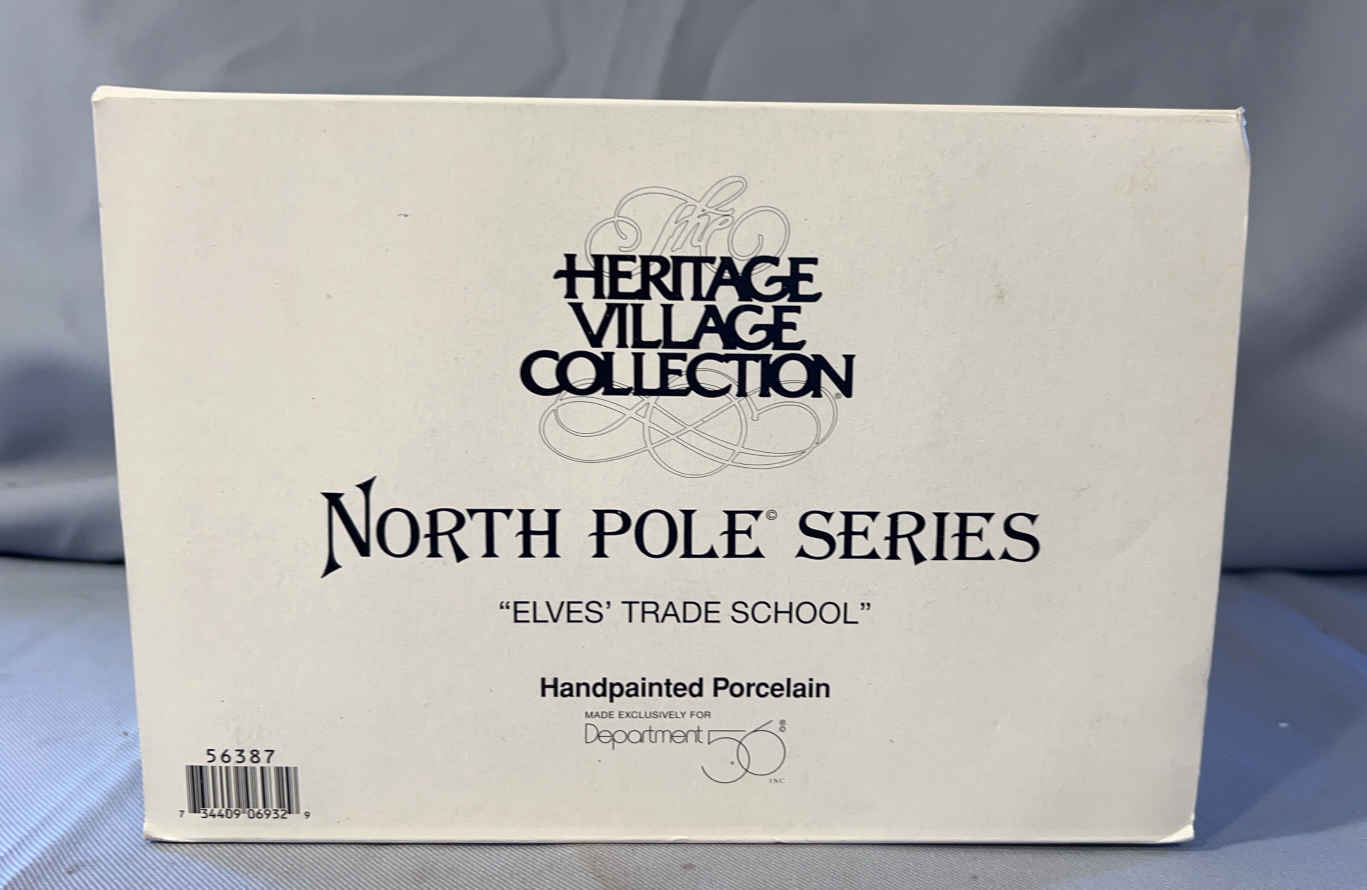 The
HERITAGE
VILLAGE
COLLECTION®
NORTH POLE© SERIES
“ELVES’ TRADE SCHOOL”
Handpainted Porcelain
MADE EXCLUSIVELY FOR
Department 56®
INC
56387
7 34409 06932 9